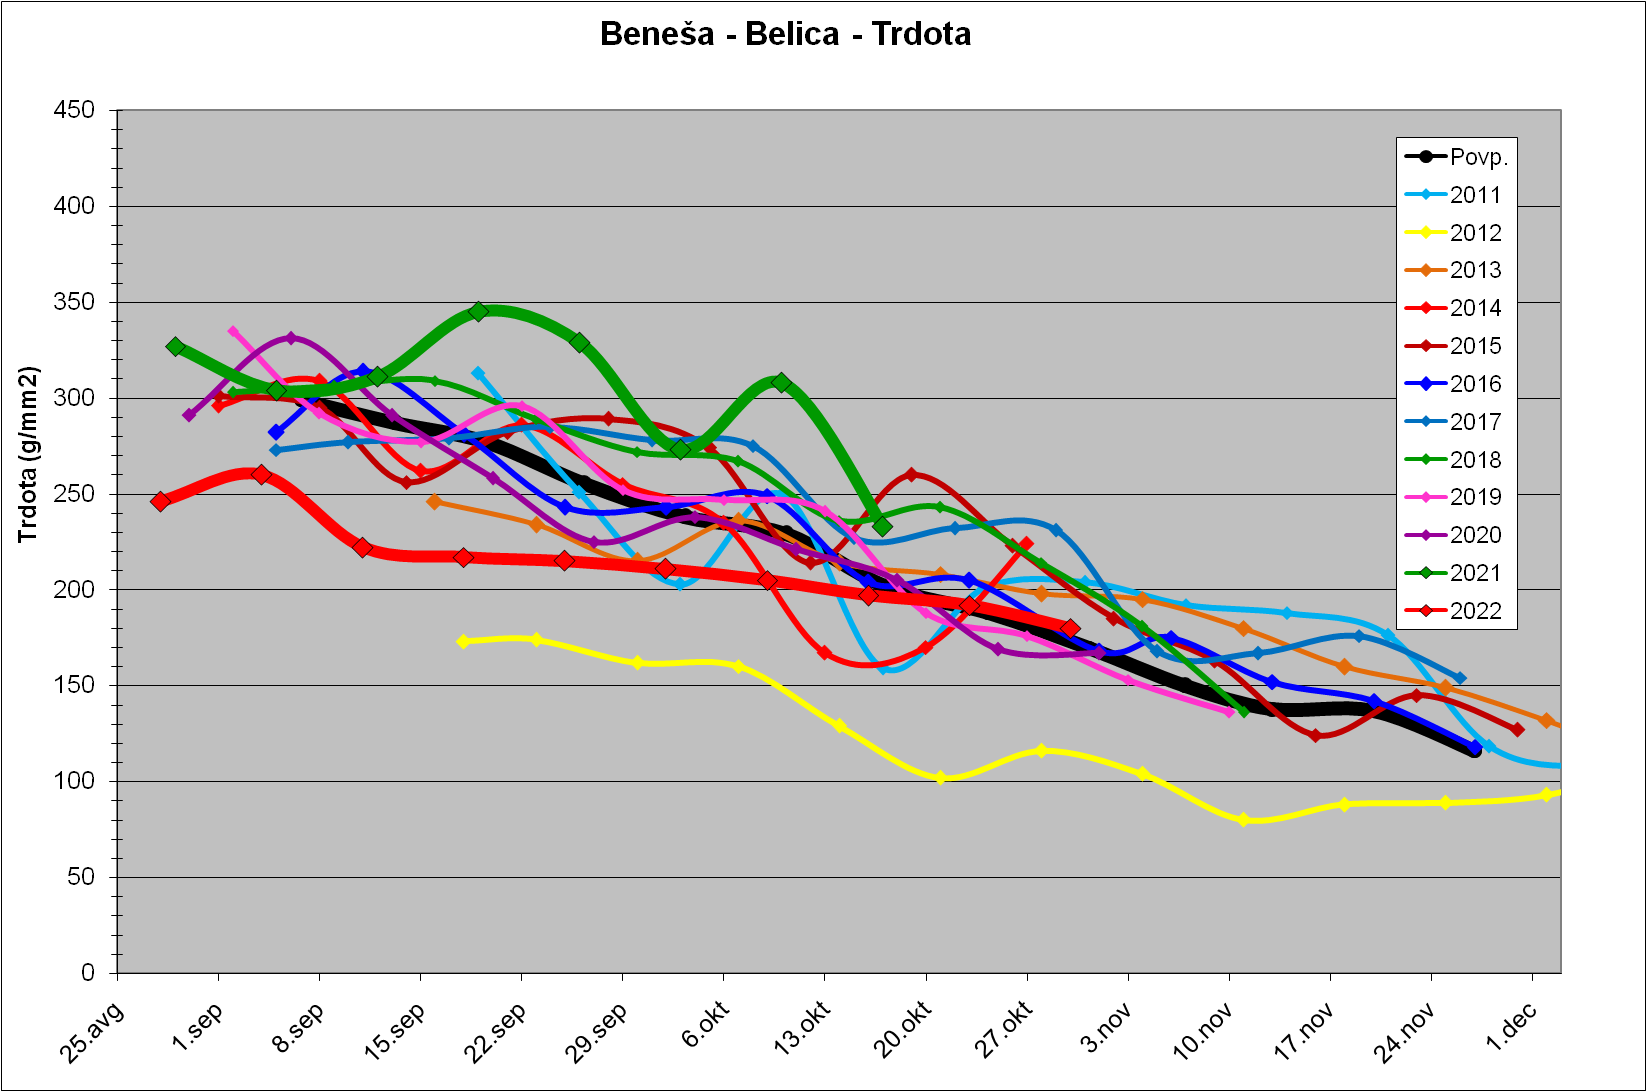 Beneša - Belica - Trdota
Trdota (g/mm2)
450
400
350
300
250
200
150
100
50
0
25.avg
1.sep
8.sep
15.sep
22.sep
29.sep
6.okt
13.okt
20.okt
27.okt
3.nov
10.nov
17.nov
24.nov
1.dec
Povp.
2011
2012
2013
2014
2015
2016
2017
2018
2019
2020
2021
2022